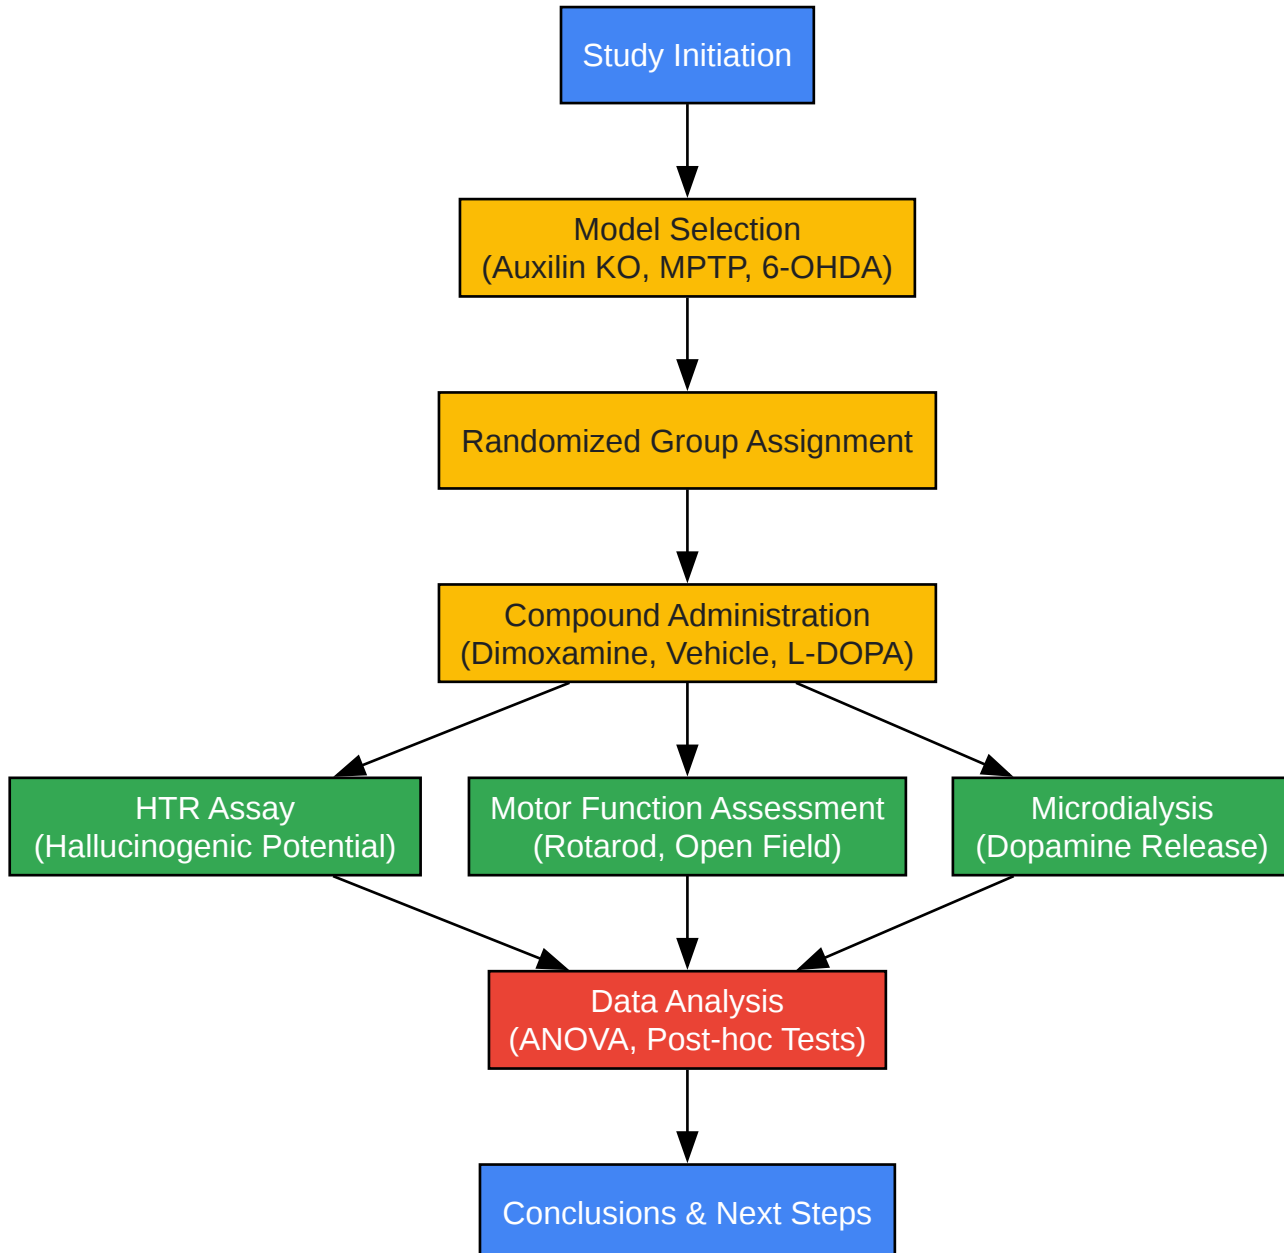 Study Initiation
Model Selection
(Auxilin KO, MPTP, 6-OHDA)
Randomized Group Assignment
Compound Administration
(Dimoxamine, Vehicle, L-DOPA)
HTR Assay
(Hallucinogenic Potential)
Motor Function Assessment
(Rotarod, Open Field)
Microdialysis
(Dopamine Release)
Data Analysis
(ANOVA, Post-hoc Tests)
Conclusions & Next Steps